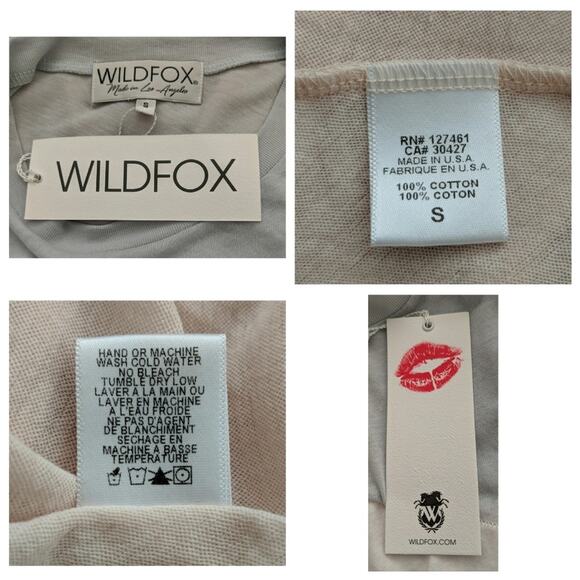 WILDFOX®
Made in Los Angeles
S
WILDFOX
RN# 127461
CA# 30427
MADE IN U.S.A.
FABRIQUE EN U.S.A.
100% COTTON
100% COTON
S
HAND OR MACHINE
WASH COLD WATER
NO BLEACH
TUMBLE DRY LOW
LAVER À LA MAIN OU
LAVER EN MACHINE
A L'EAU FROIDE
NE PAS D'AGENT
DE BLANCHIMENT
SECHAGE EN
MACHINE A BASSE
TEMPERATURE
W
WILDFOX.COM